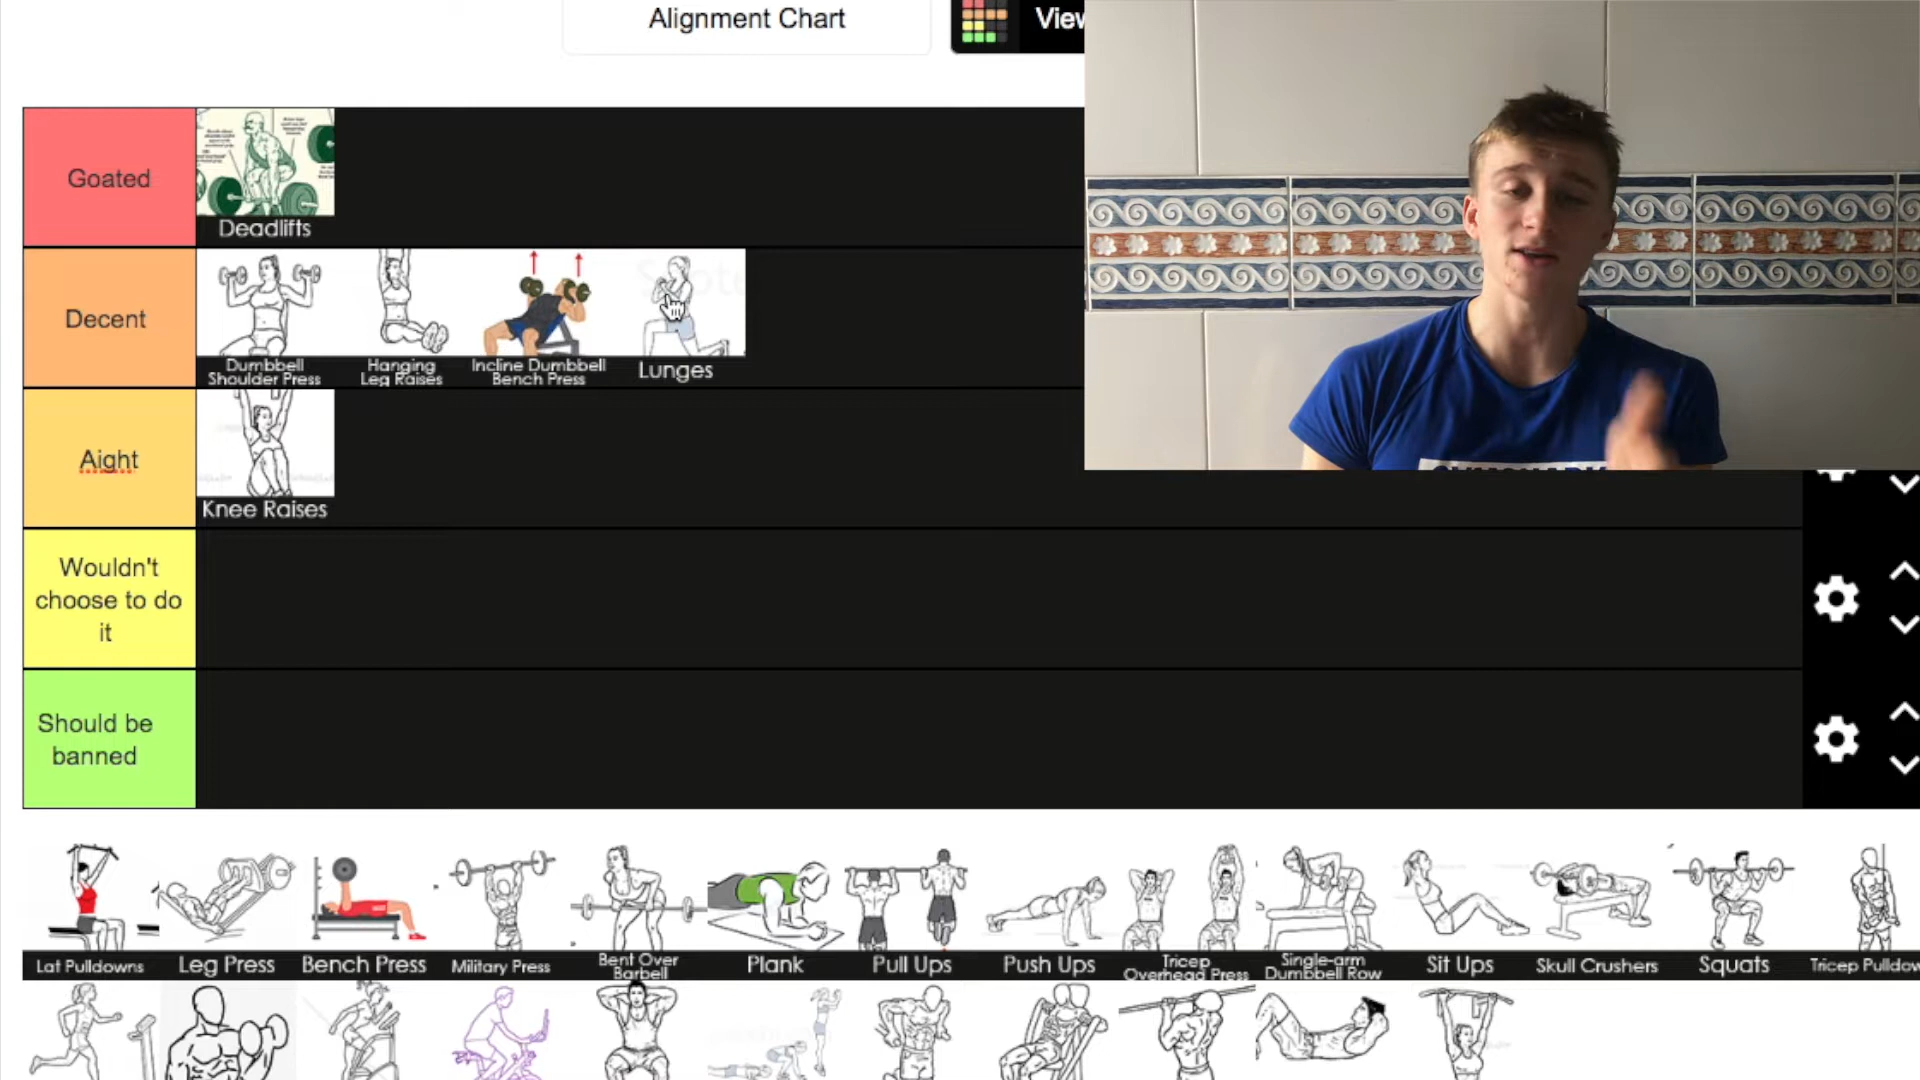 Alignment Chart
View
Goated
Deadlifts
Decent
Dumbbell
Shoulder Press
Hanging
Leg Raises
Incline Dumbbell
Bench Press
Lunges
Aight
Knee Raises
Wouldn't
choose to do
it
Should be
banned
Lat Pulldowns
Leg Press
Bench Press
Military Press
Bent Over
Barbell
Plank
Pull Ups
Push Ups
Tricep
Overhead Press
Single-arm
Dumbbell Row
Sit Ups
Skull Crushers
Squats
Tricep Pulldow